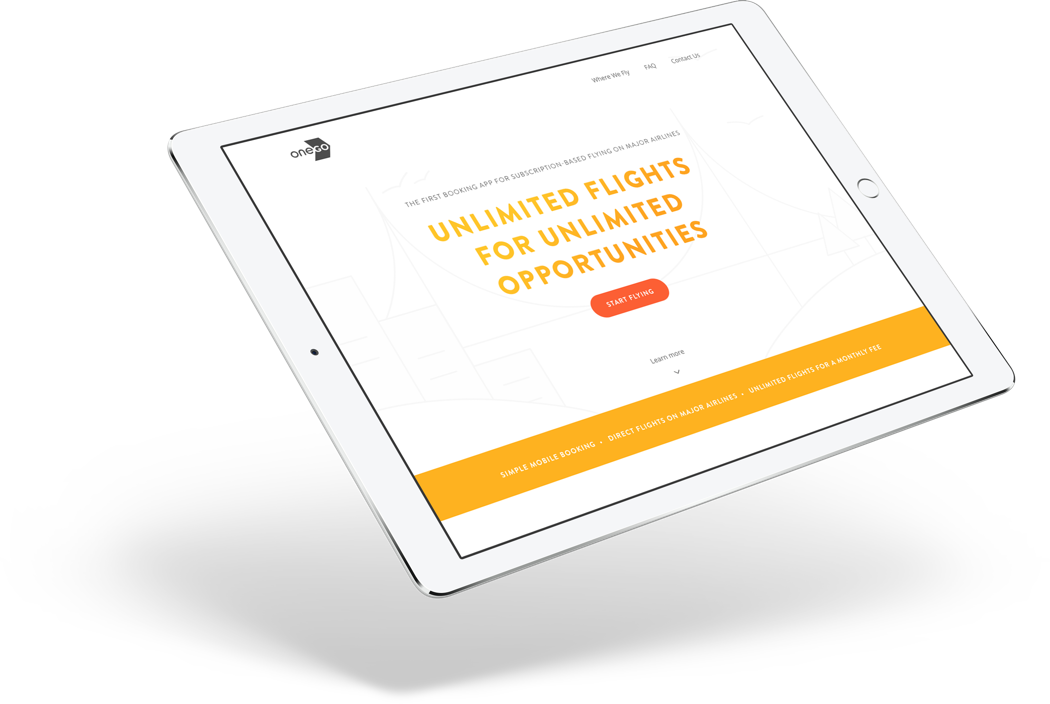 Where We Fly FAQ Contact Us
oneGO
THE FIRST BOOKING APP FOR SUBSCRIPTION-BASED FLYING ON MAJOR AIRLINES
UNLIMITED FLIGHTS
FOR UNLIMITED
OPPORTUNITIES
START FLYING
Learn more
SIMPLE MOBILE BOOKING • DIRECT FLIGHTS ON MAJOR AIRLINES • UNLIMITED FLIGHTS FOR A MONTHLY FEE